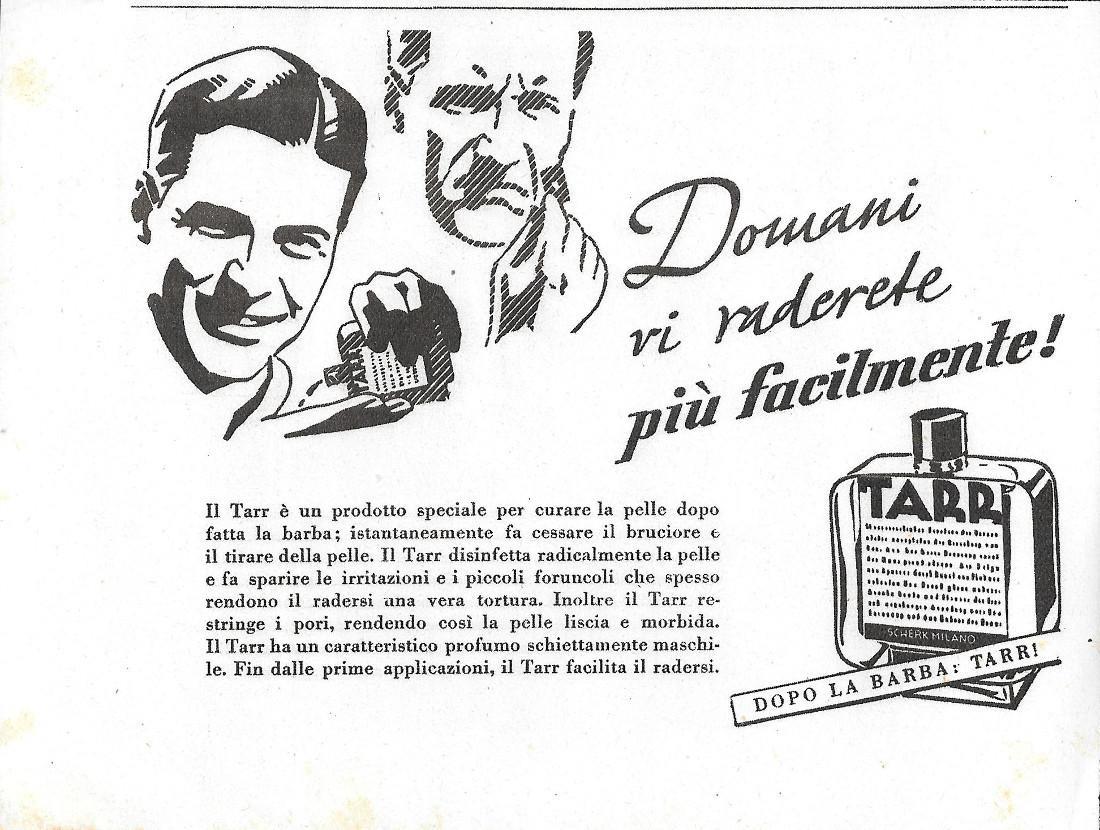 Domani
vi raderete
più facilmente!
Il Tarr è un prodotto speciale per curare la pelle dopo
fatta la barba; istantaneamente fa cessare il bruciore e
il tirare della pelle. Il Tarr disinfetta radicalmente la pelle
e fa sparire le irritazioni e i piccoli foruncoli che spesso
rendono il radersi una vera tortura. Inoltre il Tarr re-
stringe i pori, rendendo così la pelle liscia e morbida.
Il Tarr ha un caratteristico profumo schiettamente maschi-
le. Fin dalle prime applicazioni, il Tarr facilita il radersi.
TARR
TARR
SCHERK MILANO
DOPO LA BARBA: TARR!